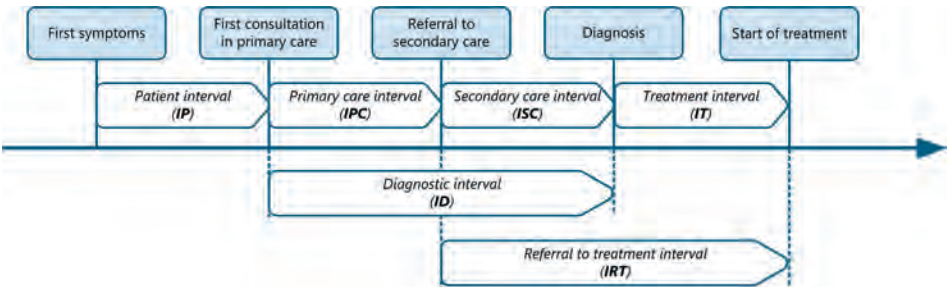 First symptoms
First consultation
in primary care
Referral to
secondary care
Diagnosis
Start of treatment
Patient interval
(IP)
Primary care interval
(IPC)
Secondary care interval
(ISC)
Treatment interval
(IT)
Diagnostic interval
(ID)
Referral to treatment interval
(IRT)